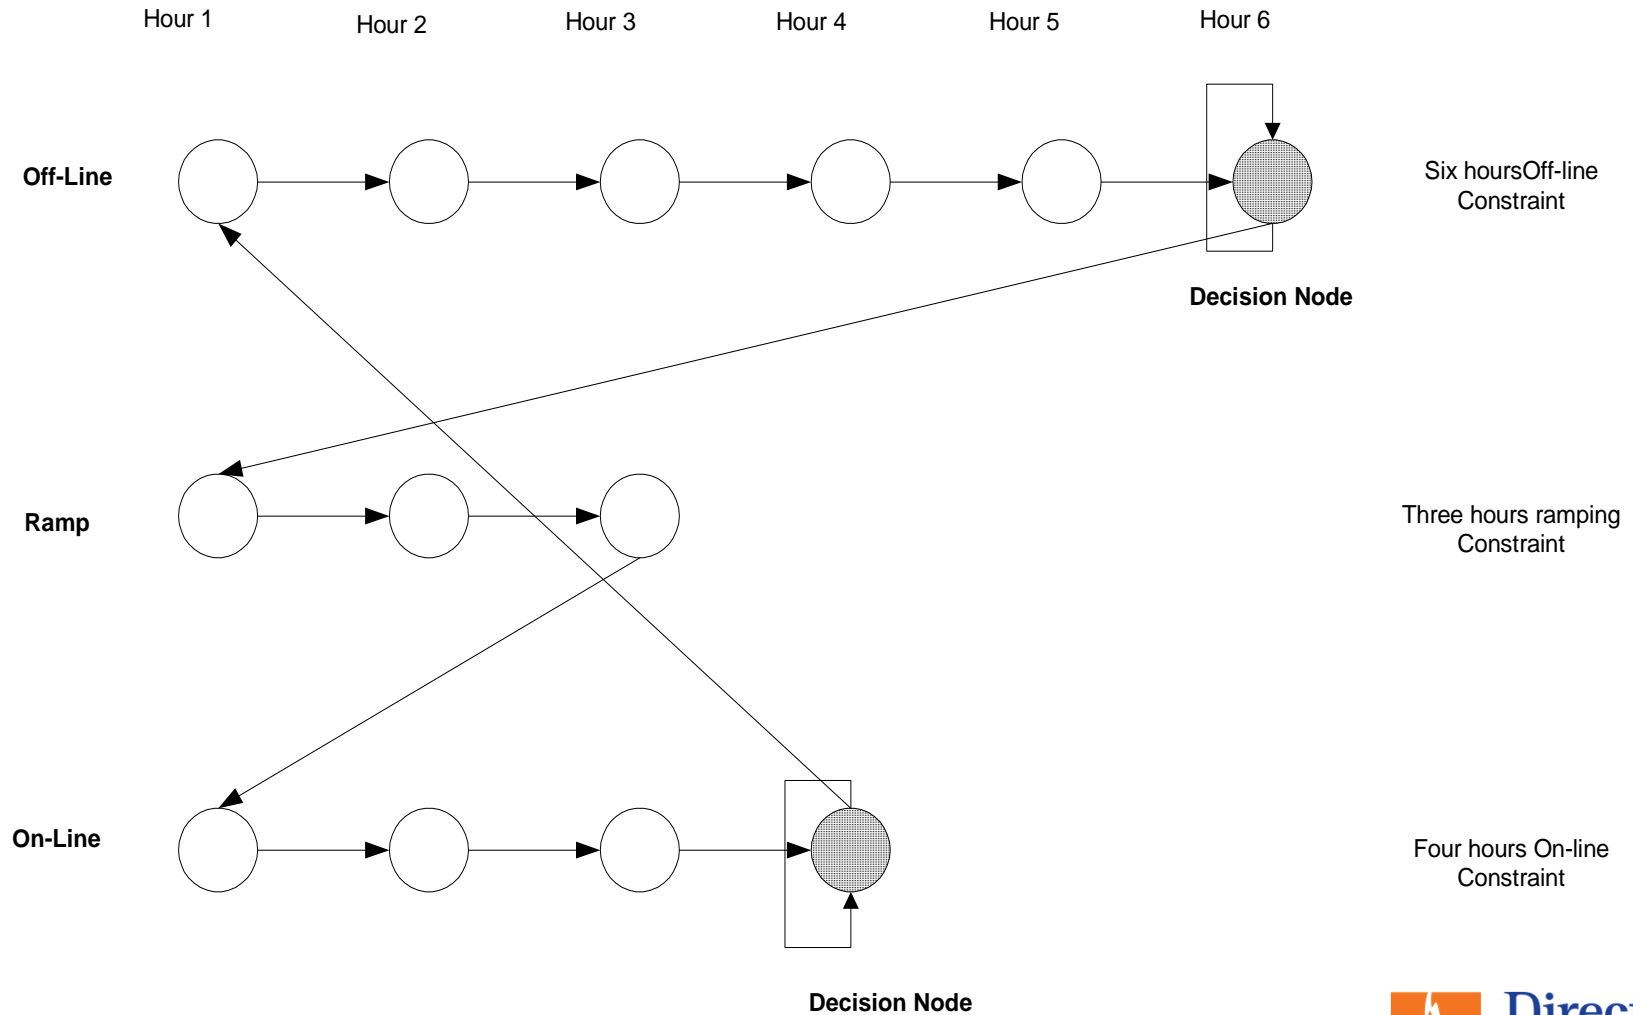 Hour 1
Hour 2
Hour 3
Hour 4
Hour 5
Hour 6
Off-Line
Six hoursOff-line
Constraint
Decision Node
Ramp
Three hours ramping
Constraint
On-Line
Four hours On-line
Constraint
Decision Node